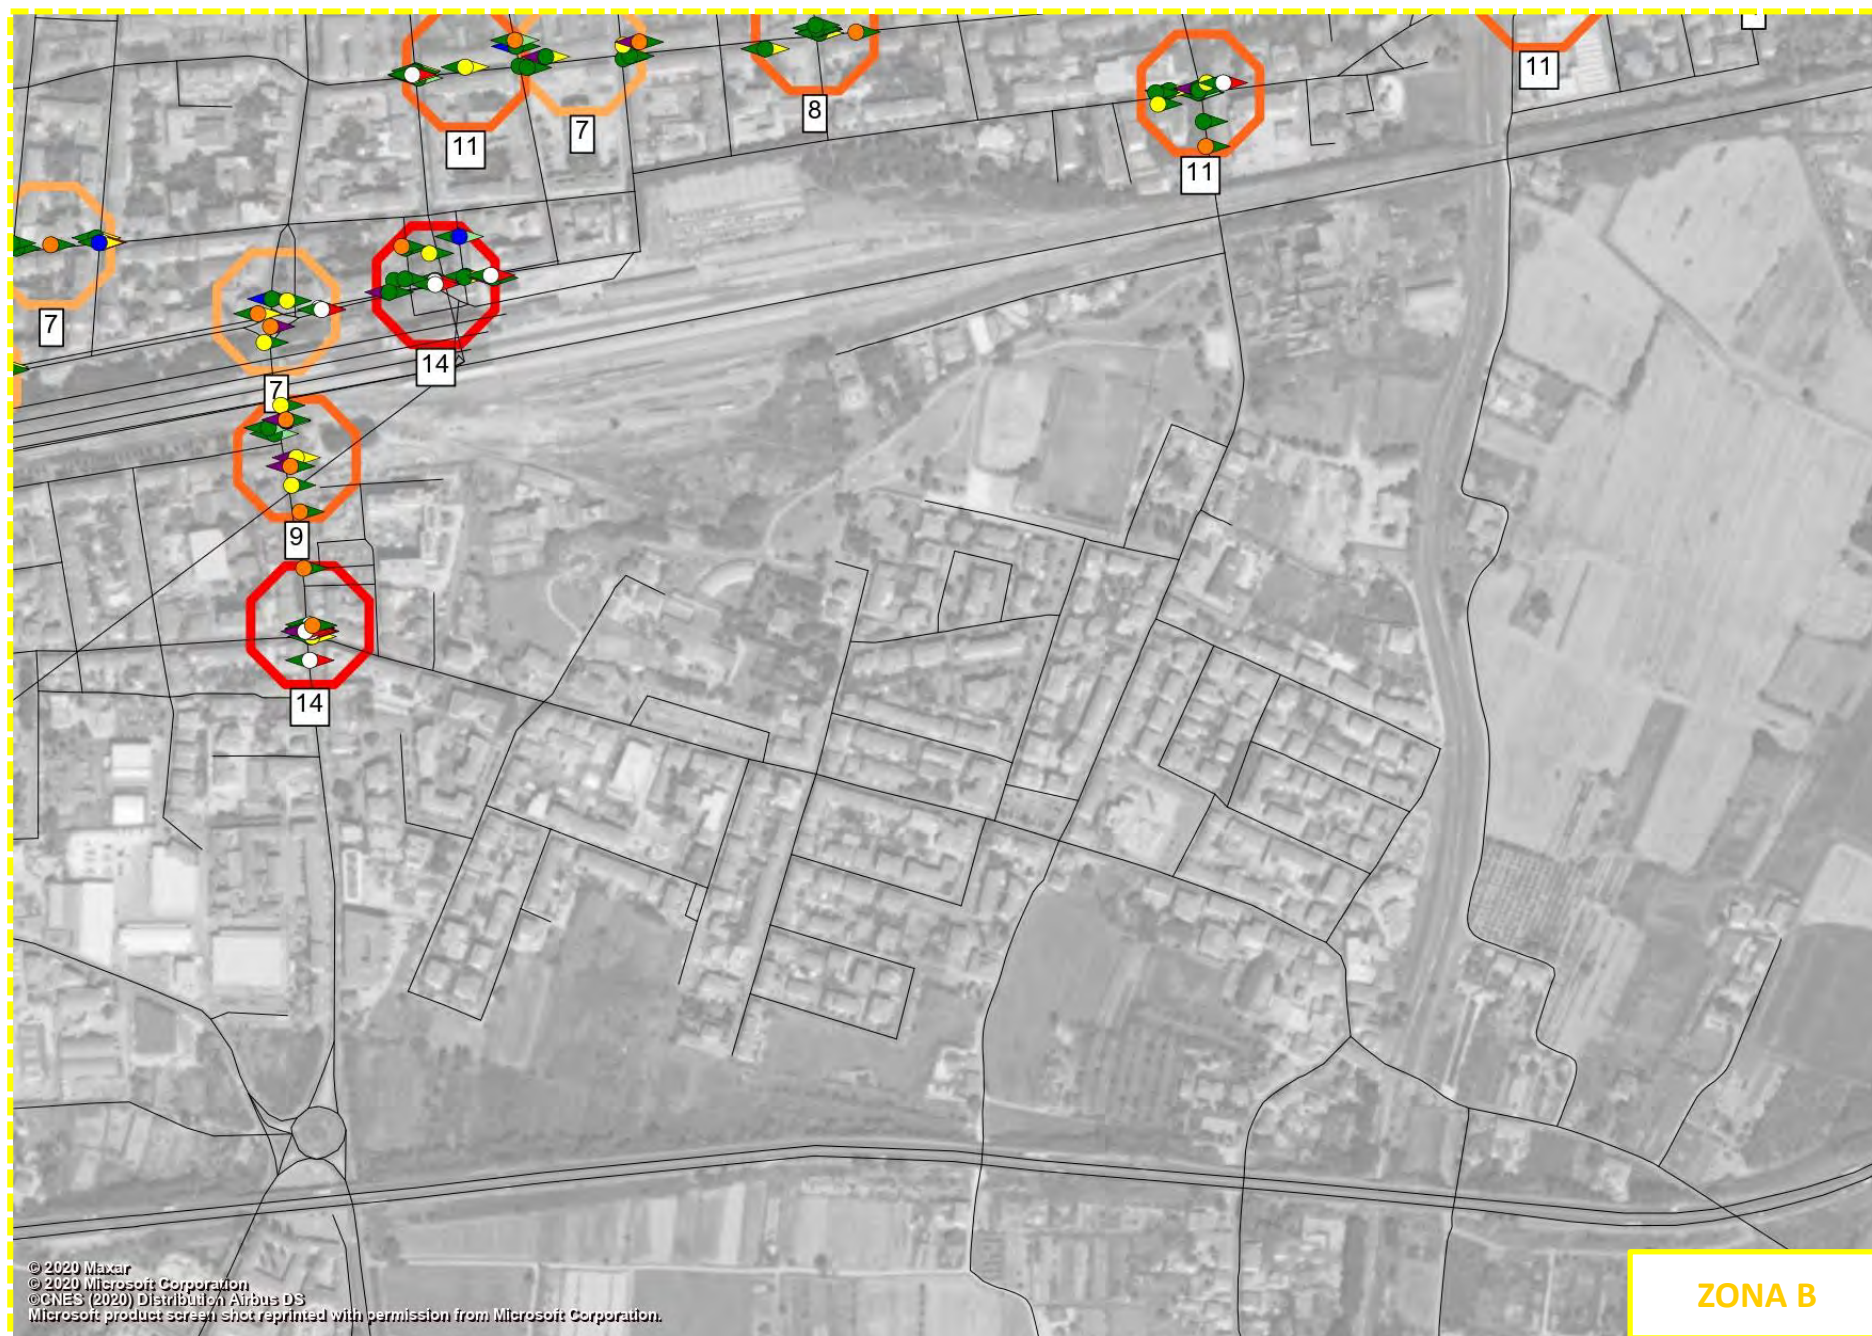 11
8
7
11
11
7
14
7
9
14
© 2020 Maxar
© 2020 Microsoft Corporation
©CNES (2020) Distribution Airbus DS
Microsoft product screen shot reprinted with permission from Microsoft Corporation.
ZONA B